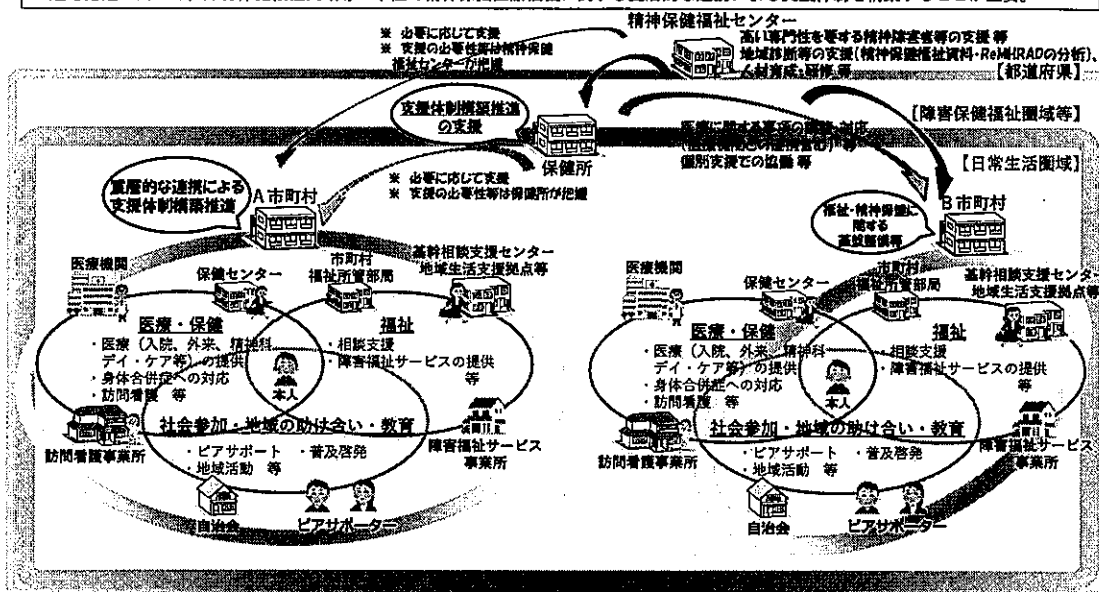 精神保健福祉センター
※ 必要に応じて支援
※ 支援の必要性等は精神保健
福祉センターが把握
高い専門性を要する精神障害者等の支援 等
地域診断等の支援(精神保健福祉資料・ReMHRADの分析)、
人材育成・研修 等
【都道府県】
【障害保健福祉圏域等】
【日常生活圏域】
支援体制構築推進
の支援
保健所
個別支援での協働 等
※ 必要に応じて支援
※ 支援の必要性等は保健所が把握
重層的な連携による
支援体制構築推進
A市町村
B市町村
福祉・精神保健に
関する
基盤整備等
医療機関
保健センター
市町村
福祉所管部局
基幹相談支援センター
地域生活支援拠点等
医療・保健
・医療（入院、外来、精神科
デイ・ケア等）の提供
・身体合併症への対応
・訪問看護 等
福祉
・相談支援
・障害福祉サービスの提供
等
本人
社会参加・地域の助け合い・教育
・ピアサポート ・普及啓発
・地域活動 等
訪問看護事業所
障害福祉サービス
事業所
自治会
ピアサポーター
医療機関
保健センター
市町村
福祉所管部局
基幹相談支援センター
地域生活支援拠点等
医療・保健
・医療（入院、外来、精神科
デイ・ケア等）の提供
・身体合併症への対応
・訪問看護 等
福祉
・相談支援
・障害福祉サービスの提供
等
本人
社会参加・地域の助け合い・教育
・ピアサポート ・普及啓発
・地域活動 等
訪問看護事業所
障害福祉サービス
事業所
自治会
ピアサポーター